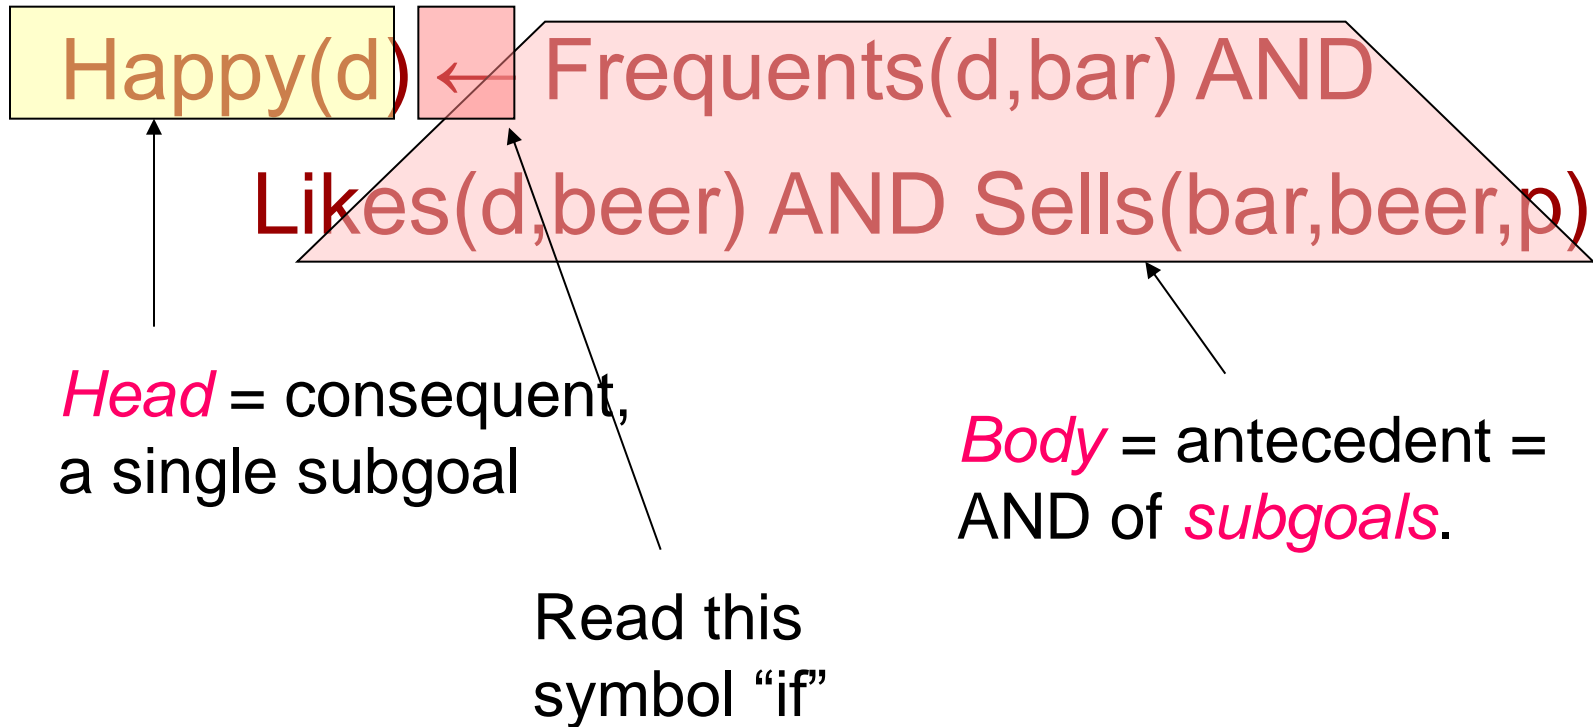 Happy(d) ← Frequents(d,bar) AND
Likes(d,beer) AND Sells(bar,beer,p)
Head = consequent,
a single subgoal
Body = antecedent =
AND of subgoals.
Read this
symbol “if”